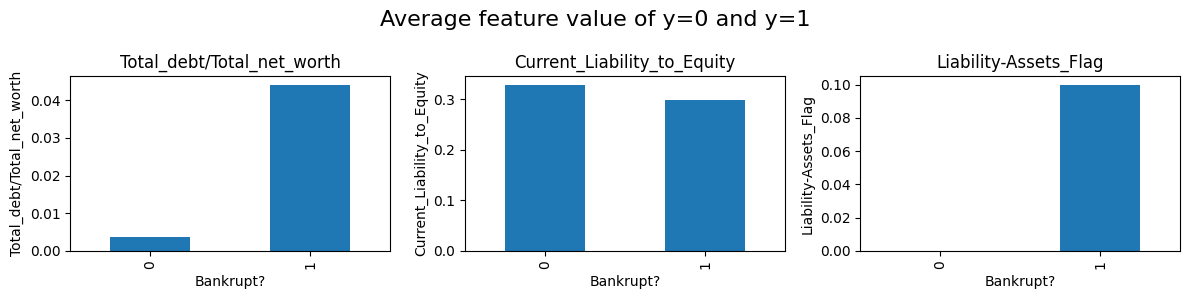 Average feature value of y=0 and y=1
Total_debt/Total_net_worth
Total_debt/Total_net_worth
0.04
0.03
0.02
0.01
0.00
0
1
Bankrupt?
Current_Liability_to_Equity
Current_Liability_to_Equity
0.3
0.2
0.1
0.0
0
1
Bankrupt?
Liability-Assets_Flag
Liability-Assets_Flag
0.10
0.08
0.06
0.04
0.02
0.00
0
1
Bankrupt?